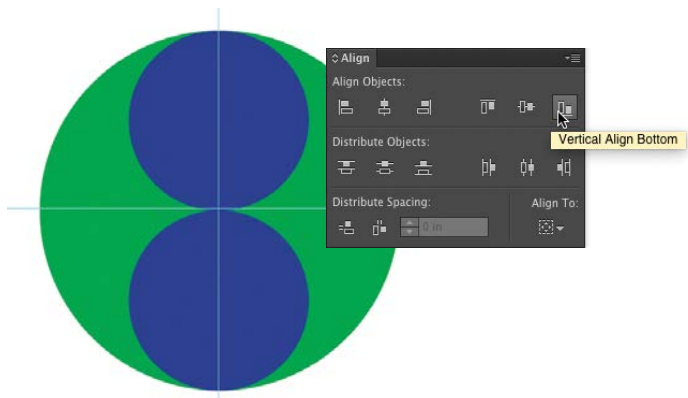 Align
Align Objects:
Vertical Align Bottom
Distribute Objects:
Distribute Spacing:
Align To:
0 in